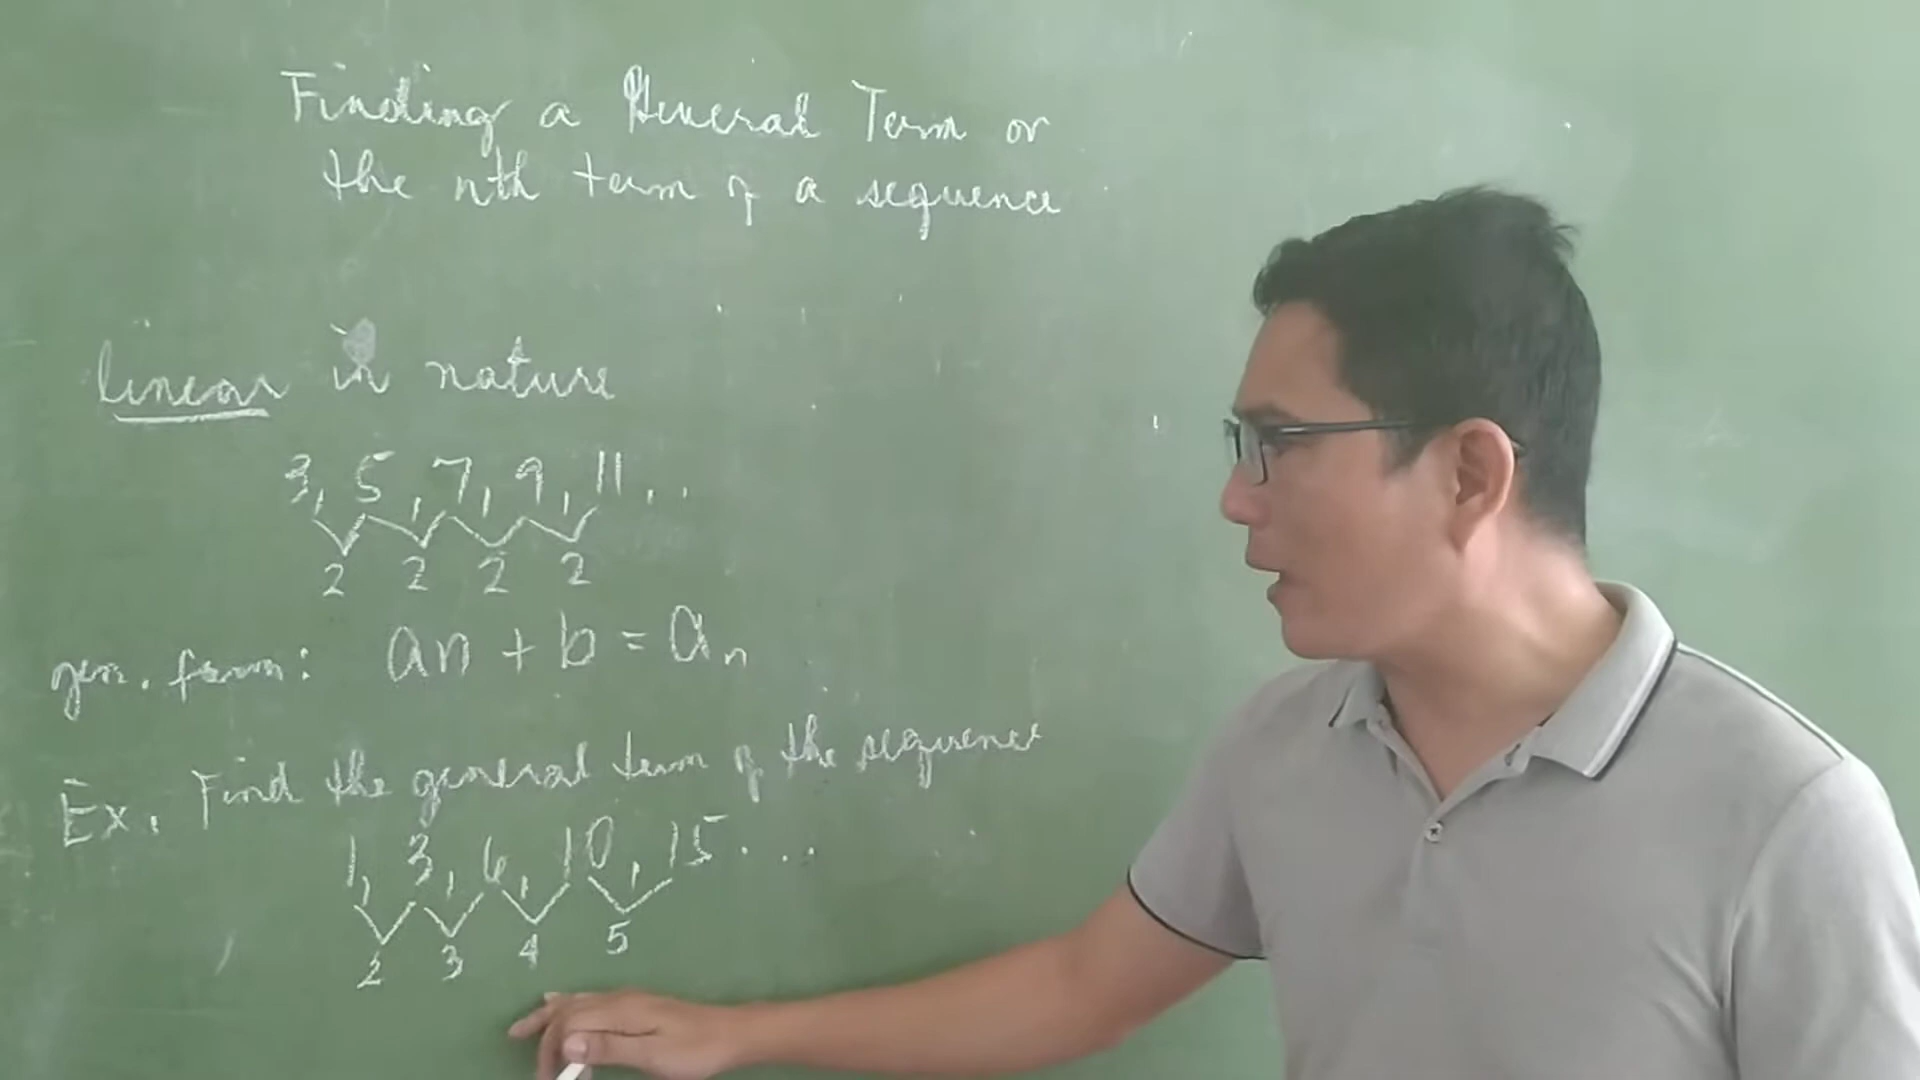 Finding a General Term or
the nth term of a sequence
linear in nature
3, 5, 7, 9, 11, . .
2 2 2 2
gen. form: an + b = aₙ
Ex. Find the general term of the sequence
1, 3, 6, 10, 15 . . .
2 3 4 5